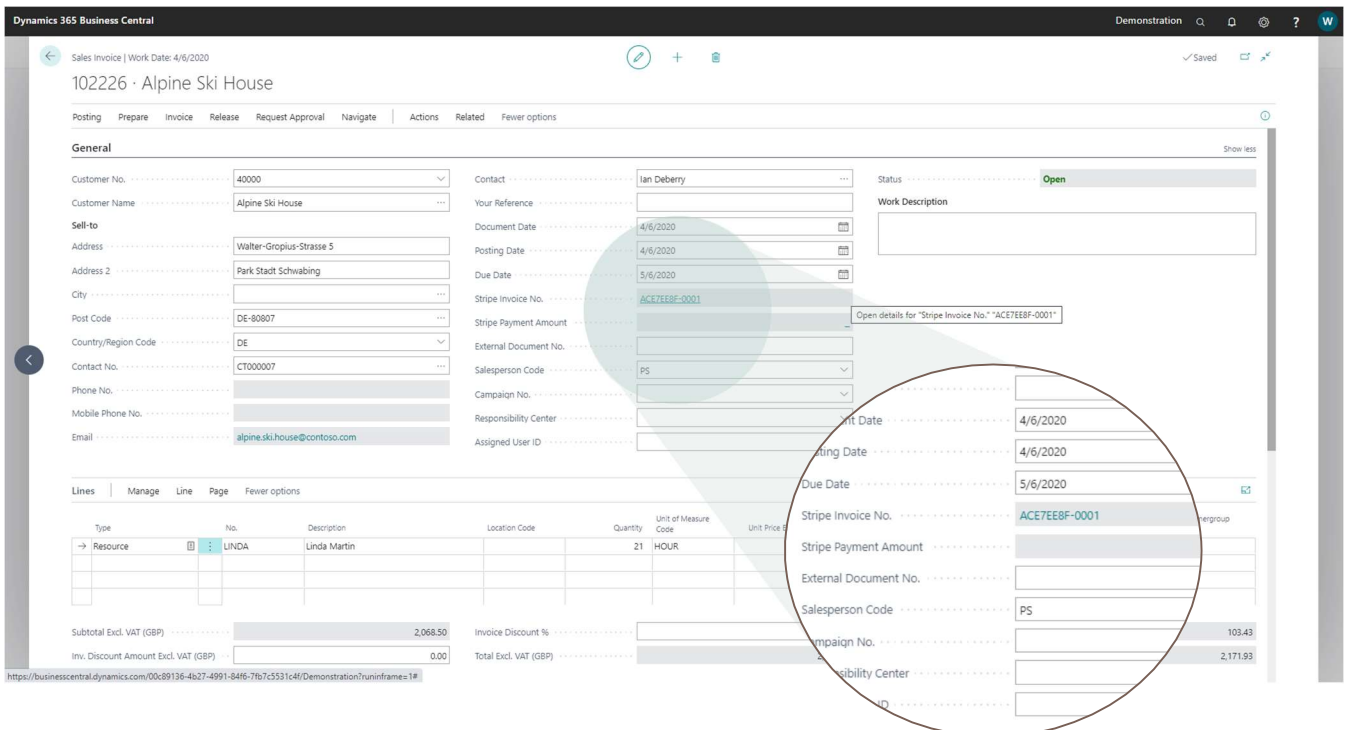 Dynamics 365 Business Central
Demonstration
?
W
Sales Invoice | Work Date: 4/6/2020
Saved
102226 · Alpine Ski House
Posting Prepare Invoice Release Request Approval Navigate | Actions Related Fewer options
General
Show less
Customer No. 40000
Customer Name Alpine Ski House
Sell-to
Address Walter-Gropius-Strasse 5
Address 2 Park Stadt Schwabing
City
Post Code DE-80807
Country/Region Code DE
Contact No. CT000007
Phone No.
Mobile Phone No.
Email alpine.ski.house@contoso.com
Contact Ian Deberry
Your Reference
Document Date 4/6/2020
Posting Date 4/6/2020
Due Date 5/6/2020
Stripe Invoice No. ACE7EE8F-0001
Stripe Payment Amount
External Document No.
Salesperson Code PS
Campaign No.
Responsibility Center
Assigned User ID
Status Open
Work Description
Open details for "Stripe Invoice No." "ACE7EE8F-0001"
Lines | Manage Line Page Fewer options
Type No. Description Location Code Quantity Unit of Measure Code Unit Price
Resource LINDA Linda Martin 21 HOUR
Subtotal Excl. VAT (GBP) 2,068.50
Inv. Discount Amount Excl. VAT (GBP) 0.00
Invoice Discount %
Total Excl. VAT (GBP)
103.43
2,171.93
https://businesscentral.dynamics.com/00c89136-4b27-4991-84f6-7fb7c5531c4f/Demonstration?runinframe=1#
Date 4/6/2020
Date 4/6/2020
Due Date 5/6/2020
Stripe Invoice No. ACE7EE8F-0001
Stripe Payment Amount
External Document No.
Salesperson Code PS
No.
Center
ID